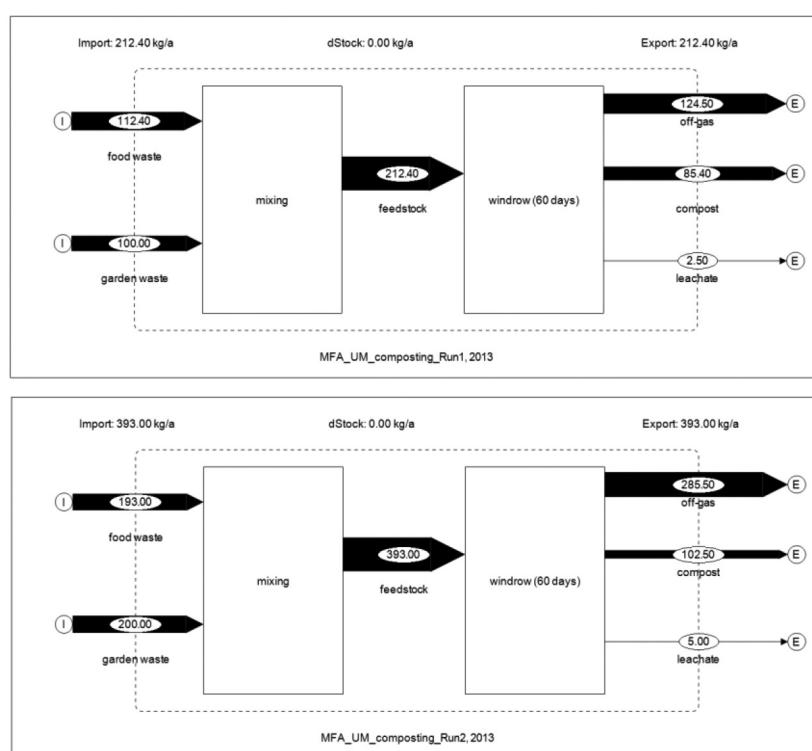 Import: 212.40 kg/a
dStock: 0.00 kg/a
Export: 212.40 kg/a
I
112.40
food waste
I
100.00
garden waste
mixing
212.40
feedstock
windrow (60 days)
124.50
E
off-gas
85.40
E
compost
2.50
E
leachate
MFA_UM_composting_Run1, 2013
Import: 393.00 kg/a
dStock: 0.00 kg/a
Export: 393.00 kg/a
I
193.00
food waste
I
200.00
garden waste
mixing
393.00
feedstock
windrow (60 days)
285.50
E
off-gas
102.50
E
compost
5.00
E
leachate
MFA_UM_composting_Run2, 2013